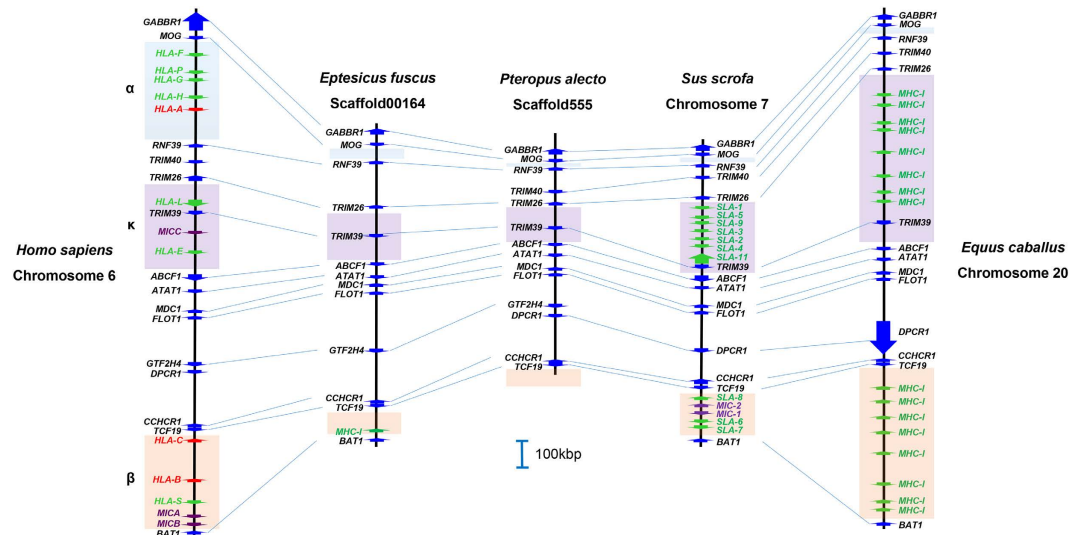 α
κ
β
Homo sapiens
Chromosome 6
GABBR1
MOG
HLA-F
HLA-P
HLA-G
HLA-H
HLA-A
RNF39
TRIM40
TRIM26
HLA-L
TRIM39
MICC
HLA-E
ABCF1
ATAT1
MDC1
FLOT1
GTF2H4
DPCR1
CCHCR1
TCF19
HLA-C
HLA-B
HLA-S
MICA
MICB
BAT1
Eptesicus fuscus
Scaffold00164
GABBR1
MOG
RNF39
TRIM26
TRIM39
ABCF1
ATAT1
MDC1
FLOT1
GTF2H4
CCHCR1
TCF19
MHC-I
BAT1
Pteropus alecto
Scaffold555
GABBR1
MOG
RNF39
TRIM40
TRIM26
TRIM39
ABCF1
ATAT1
MDC1
FLOT1
GTF2H4
DPCR1
CCHCR1
TCF19
100kbp
Sus scrofa
Chromosome 7
GABBR1
MOG
RNF39
TRIM40
TRIM26
SLA-1
SLA-5
SLA-9
SLA-3
SLA-2
SLA-4
SLA-11
TRIM39
ABCF1
ATAT1
MDC1
FLOT1
DPCR1
CCHCR1
TCF19
SLA-8
MIC-2
MIC-1
SLA-6
SLA-7
BAT1
GABBR1
MOG
RNF39
TRIM40
TRIM26
MHC-I
MHC-I
MHC-I
MHC-I
MHC-I
MHC-I
MHC-I
MHC-I
TRIM39
ABCF1
ATAT1
MDC1
FLOT1
DPCR1
CCHCR1
TCF19
MHC-I
MHC-I
MHC-I
MHC-I
MHC-I
MHC-I
MHC-I
MHC-I
BAT1
Equus caballus
Chromosome 20